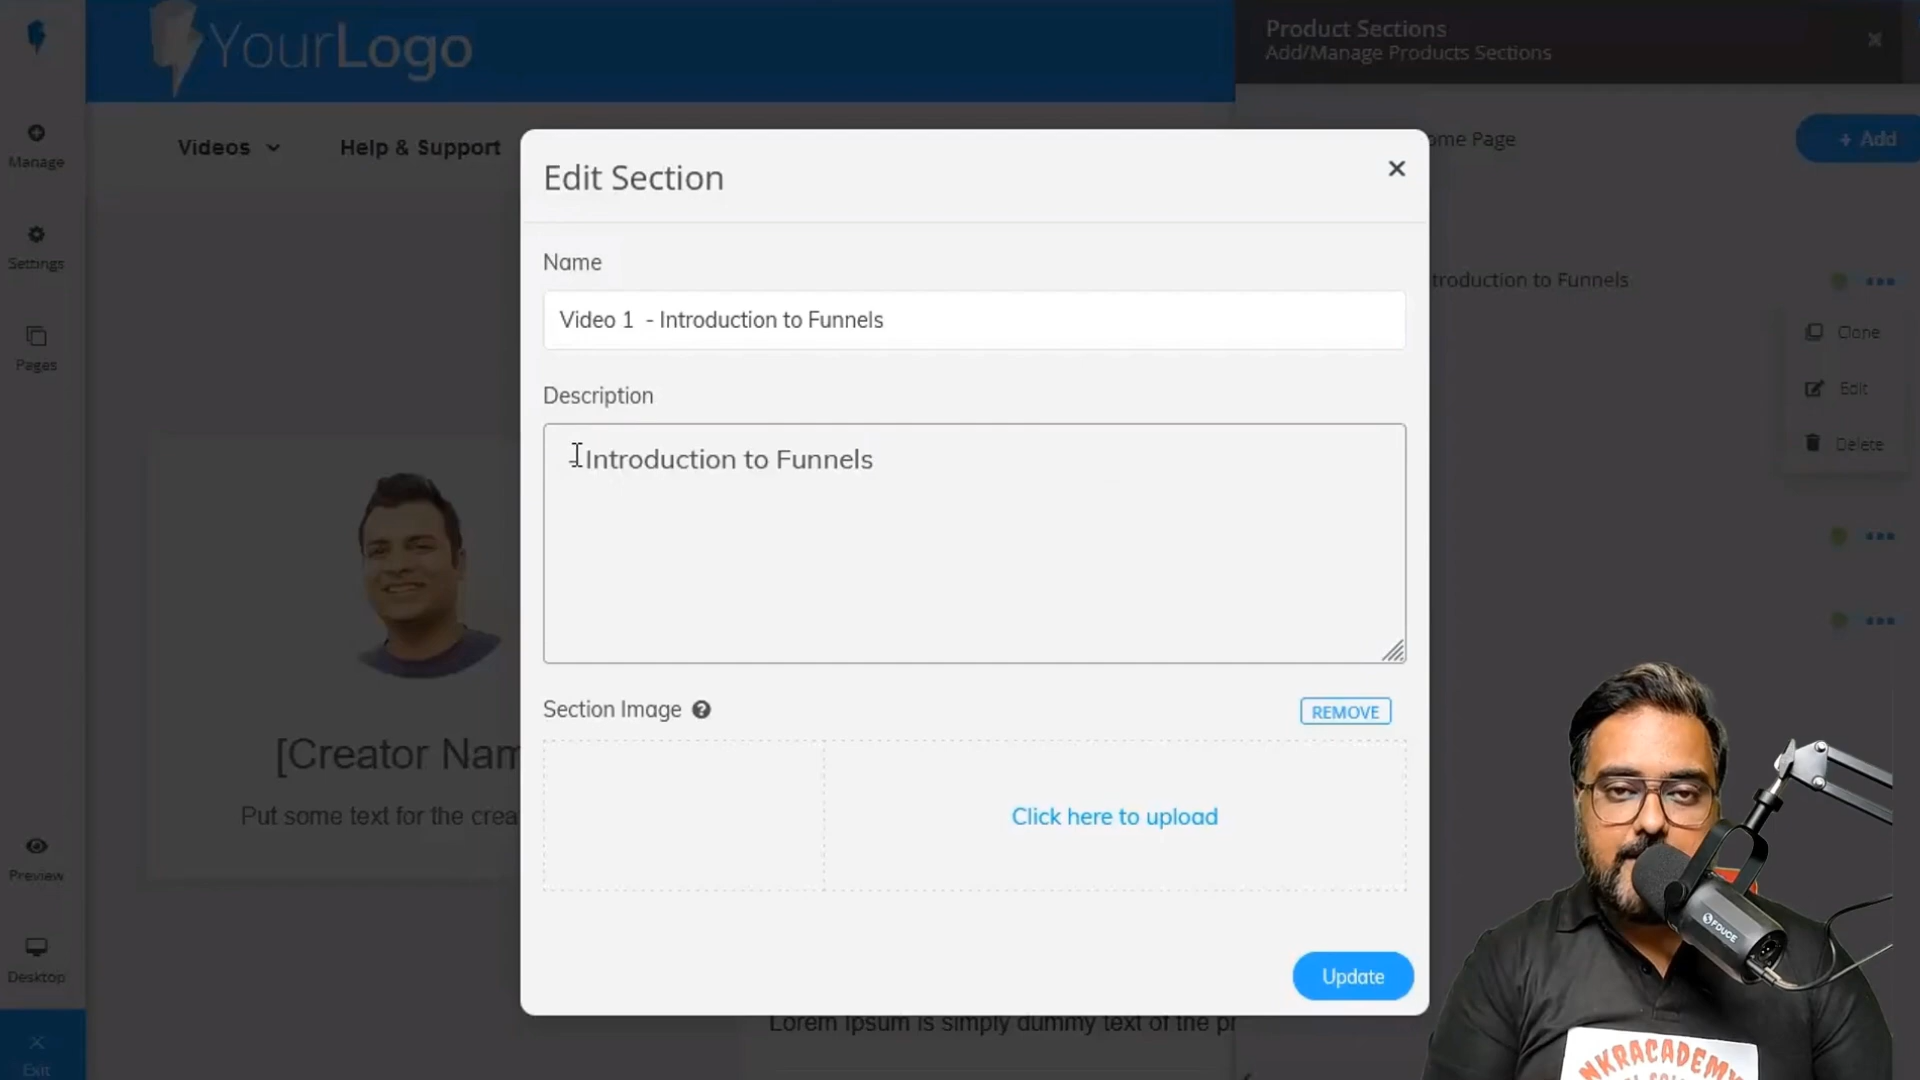 YourLogo
Product Sections
Add/Manage Products Sections
Manage
Videos
Help & Support
ome Page
+ Add
Edit Section
Settings
Name
Video 1 - Introduction to Funnels
troduction to Funnels
Clone
Pages
Edit
Description
- Introduction to Funnels
Delete
Section Image
REMOVE
[Creator Nam
Put some text for the crea
Click here to upload
Preview
Desktop
Update
Lorem Ipsum is simply dummy text of the pr
Exit
FDUCE
NKRACADEMY